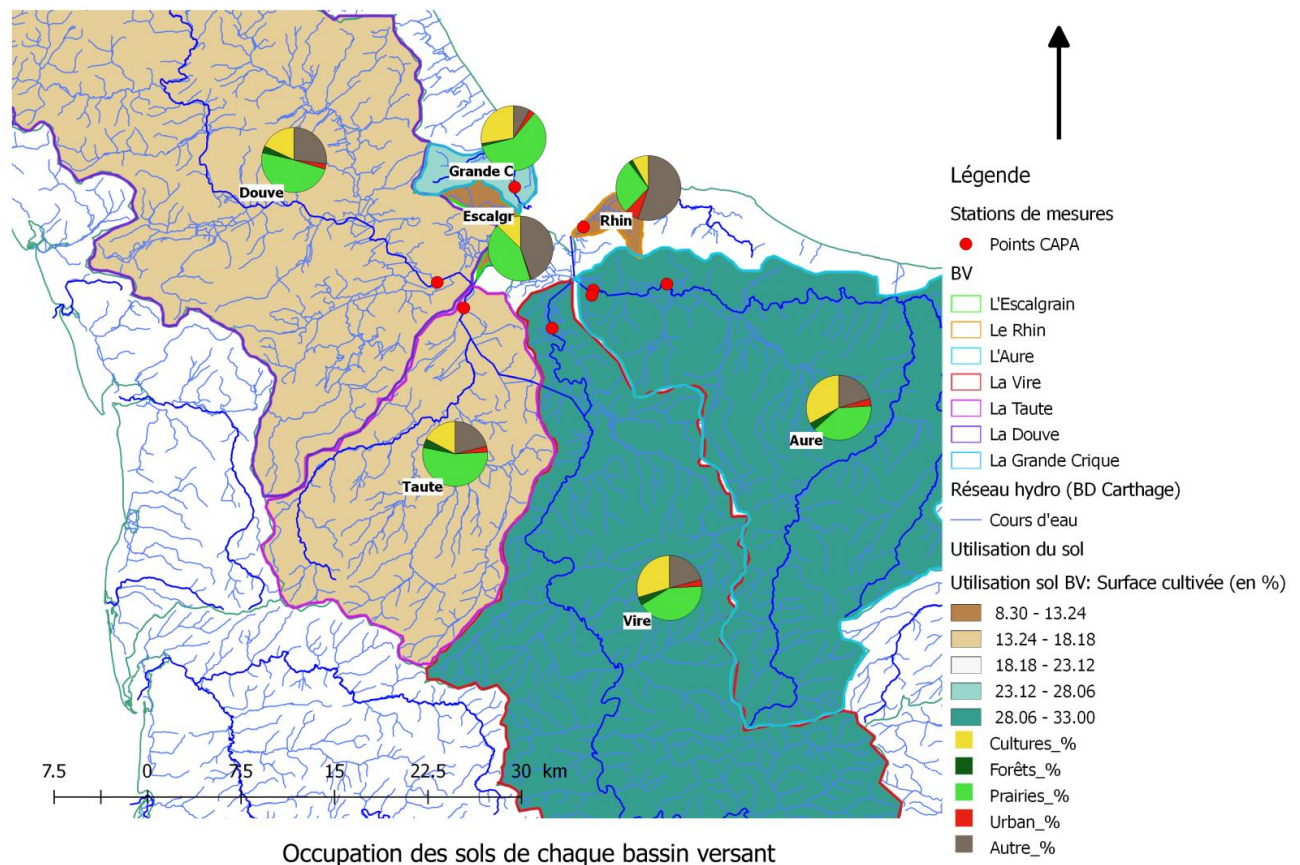 Grande C
Douve
Escalgr
Rhin
Aure
Taute
Vire
7.5 0 7.5 15 22.5 30 km
Occupation des sols de chaque bassin versant
Légende
Stations de mesures
Points CAPA
BV
L'Escalgrain
Le Rhin
L'Aure
La Vire
La Taute
La Douve
La Grande Crique
Réseau hydro (BD Carthage)
Cours d'eau
Utilisation du sol
Utilisation sol BV: Surface cultivée (en %)
8.30 - 13.24
13.24 - 18.18
18.18 - 23.12
23.12 - 28.06
28.06 - 33.00
Cultures_%
Forêts_%
Prairies_%
Urban_%
Autre_%